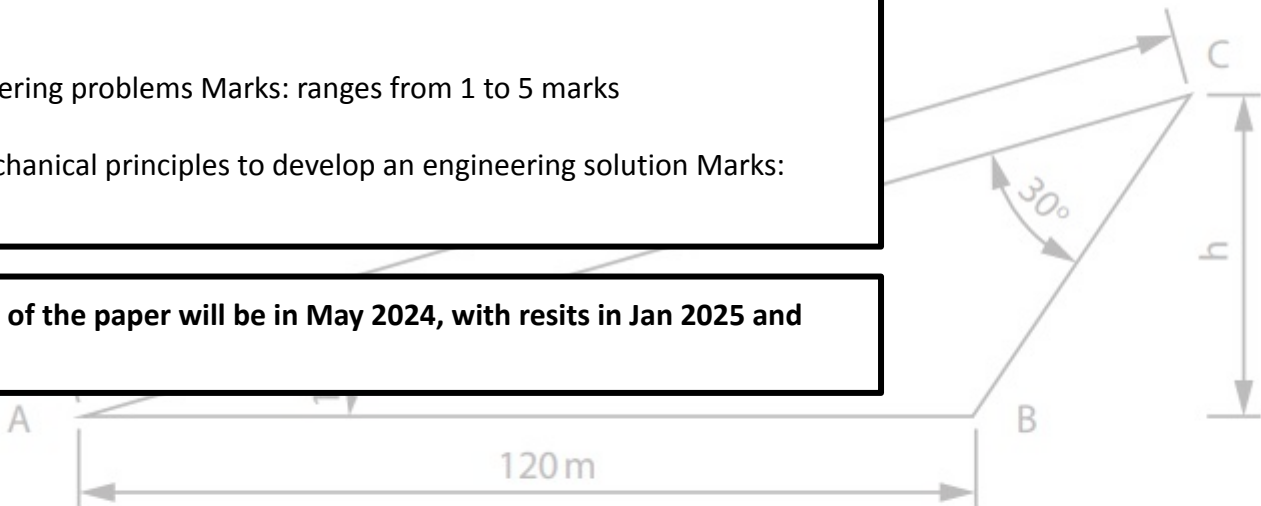 ering problems Marks: ranges from 1 to 5 marks
chanical principles to develop an engineering solution Marks:
of the paper will be in May 2024, with resits in Jan 2025 and
C
30°
h
A
B
120 m